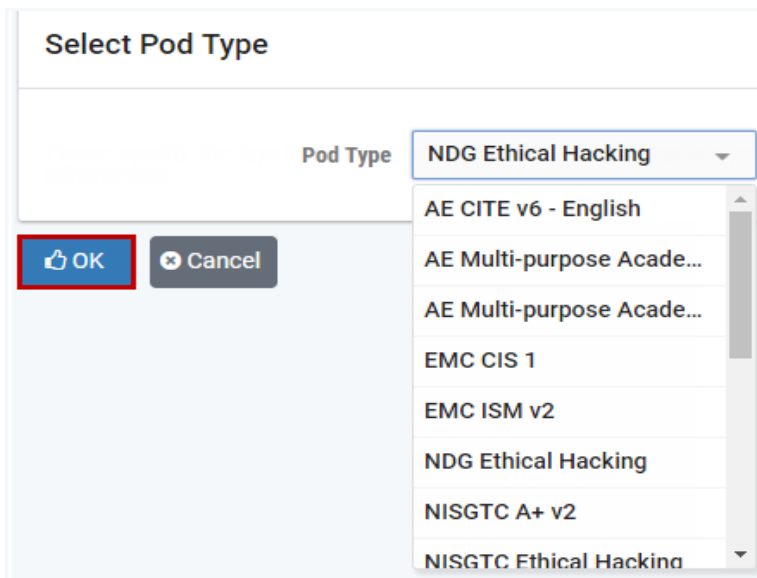 Select Pod Type
Pod Type NDG Ethical Hacking
AE CITE v6 - English
OK Cancel
AE Multi-purpose Acade...
AE Multi-purpose Acade...
EMC CIS 1
EMC ISM v2
NDG Ethical Hacking
NISGTC A+ v2
NISGTC Ethical Hacking